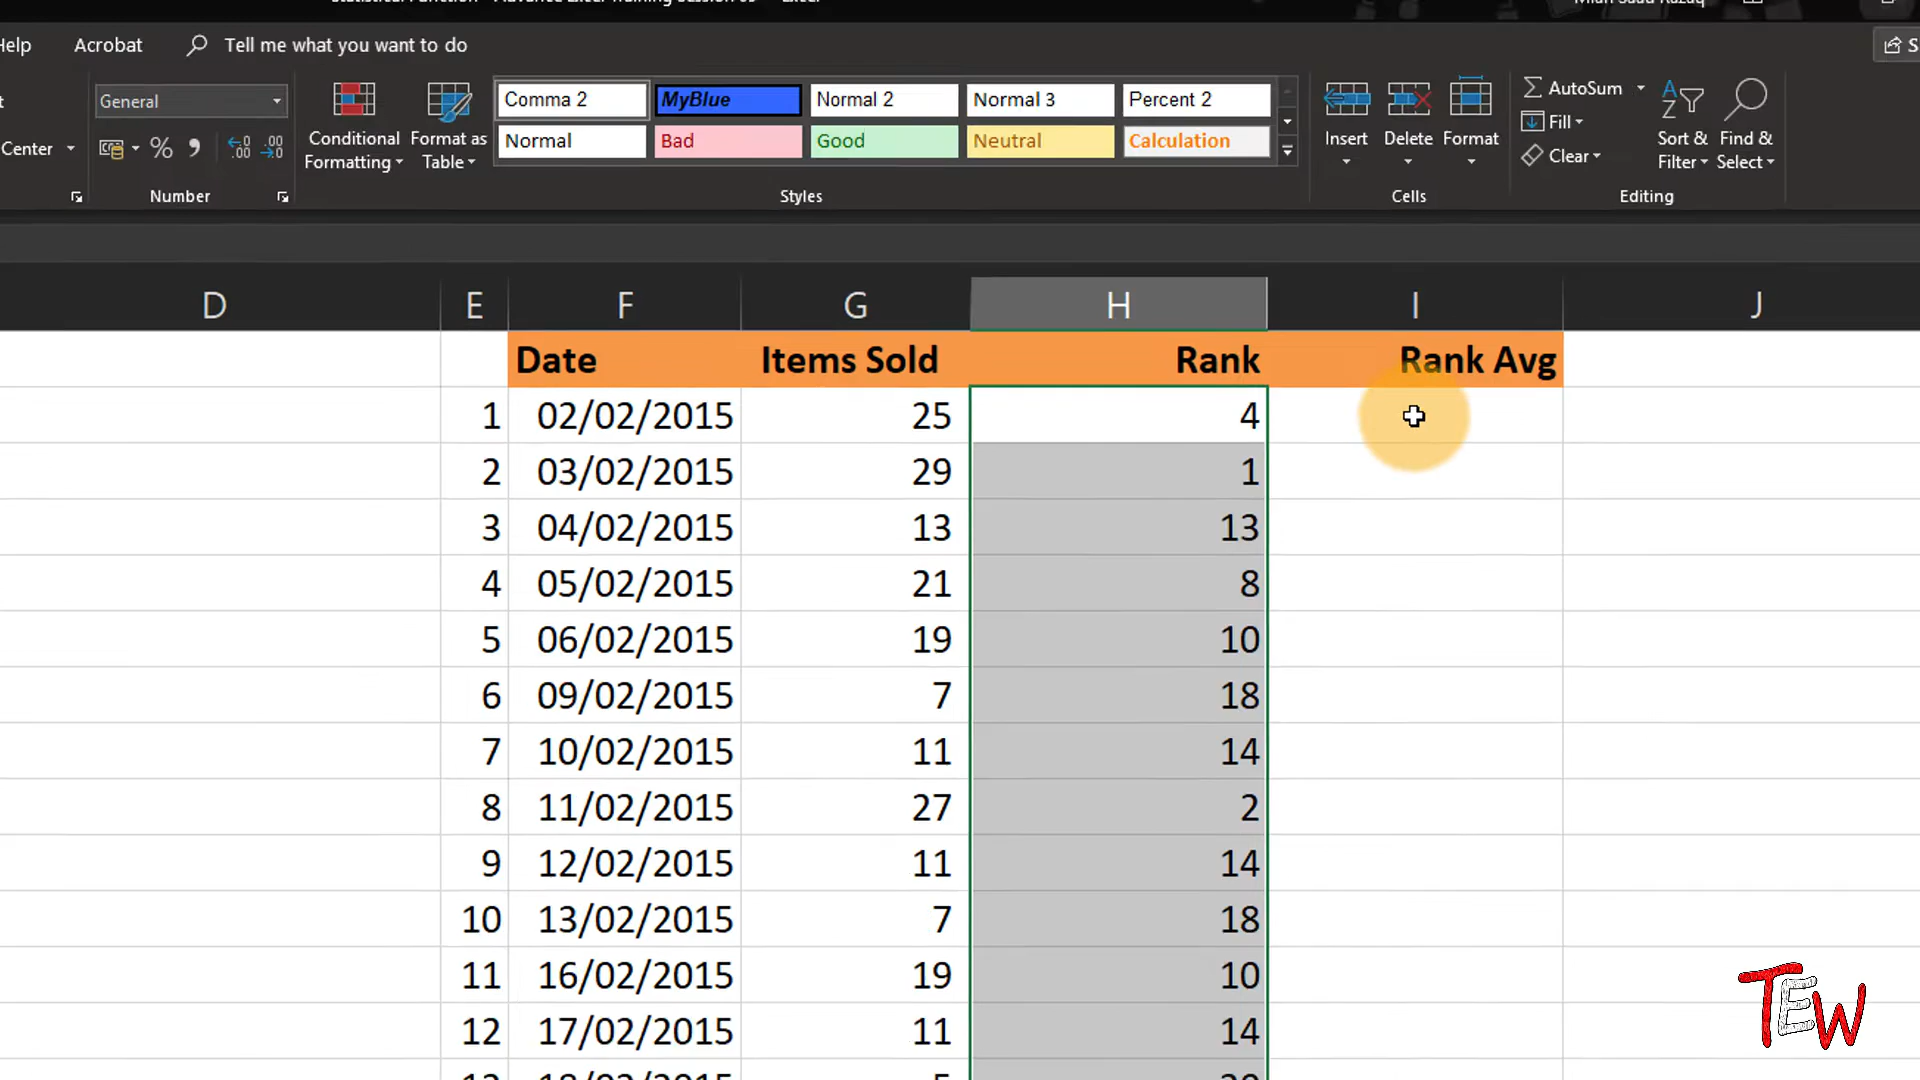 Help Acrobat Tell me what you want to do
General
Center
%
Conditional Formatting
Format as Table
Comma 2 MyBlue Normal 2 Normal 3 Percent 2
Normal Bad Good Neutral Calculation
Insert Delete Format
AutoSum
Fill
Clear
Sort & Filter
Find & Select
Number Styles Cells Editing
D E F G H I J
Date Items Sold Rank Rank Avg
1 02/02/2015 25 4
2 03/02/2015 29 1
3 04/02/2015 13 13
4 05/02/2015 21 8
5 06/02/2015 19 10
6 09/02/2015 7 18
7 10/02/2015 11 14
8 11/02/2015 27 2
9 12/02/2015 11 14
10 13/02/2015 7 18
11 16/02/2015 19 10
12 17/02/2015 11 14
TEW